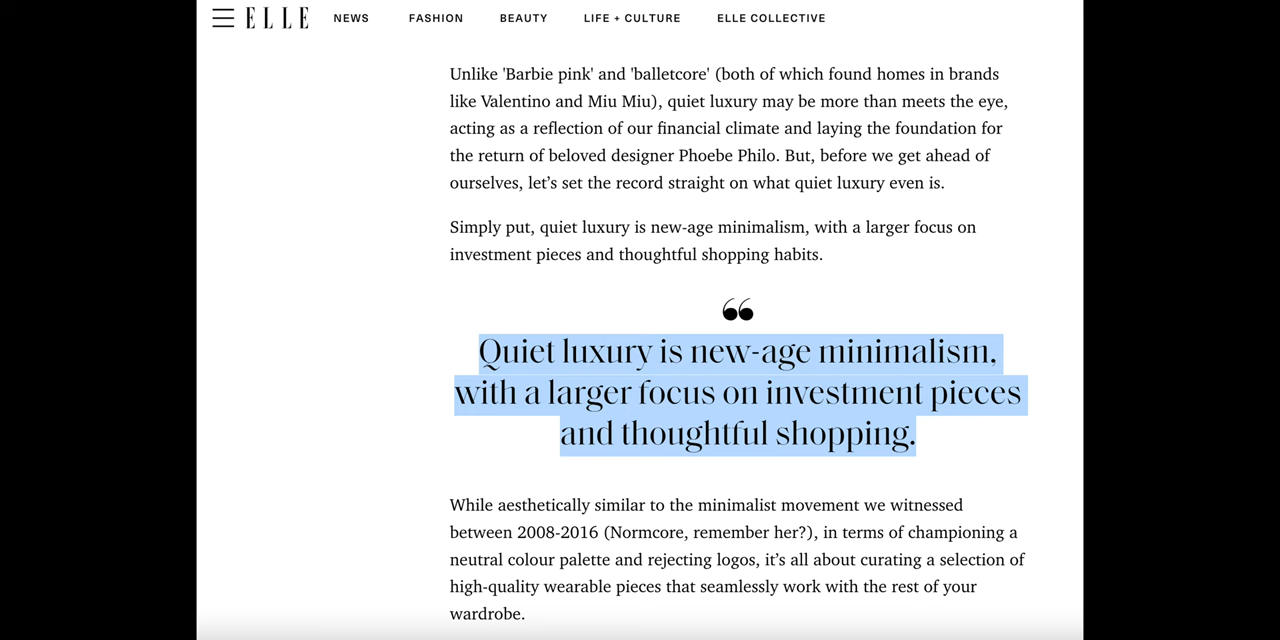 ELLE NEWS FASHION BEAUTY LIFE + CULTURE ELLE COLLECTIVE
Unlike 'Barbie pink' and 'balletcore' (both of which found homes in brands
like Valentino and Miu Miu), quiet luxury may be more than meets the eye,
acting as a reflection of our financial climate and laying the foundation for
the return of beloved designer Phoebe Philo. But, before we get ahead of
ourselves, let’s set the record straight on what quiet luxury even is.
Simply put, quiet luxury is new-age minimalism, with a larger focus on
investment pieces and thoughtful shopping habits.
“
Quiet luxury is new-age minimalism,
with a larger focus on investment pieces
and thoughtful shopping.
While aesthetically similar to the minimalist movement we witnessed
between 2008-2016 (Normcore, remember her?), in terms of championing a
neutral colour palette and rejecting logos, it’s all about curating a selection of
high-quality wearable pieces that seamlessly work with the rest of your
wardrobe.